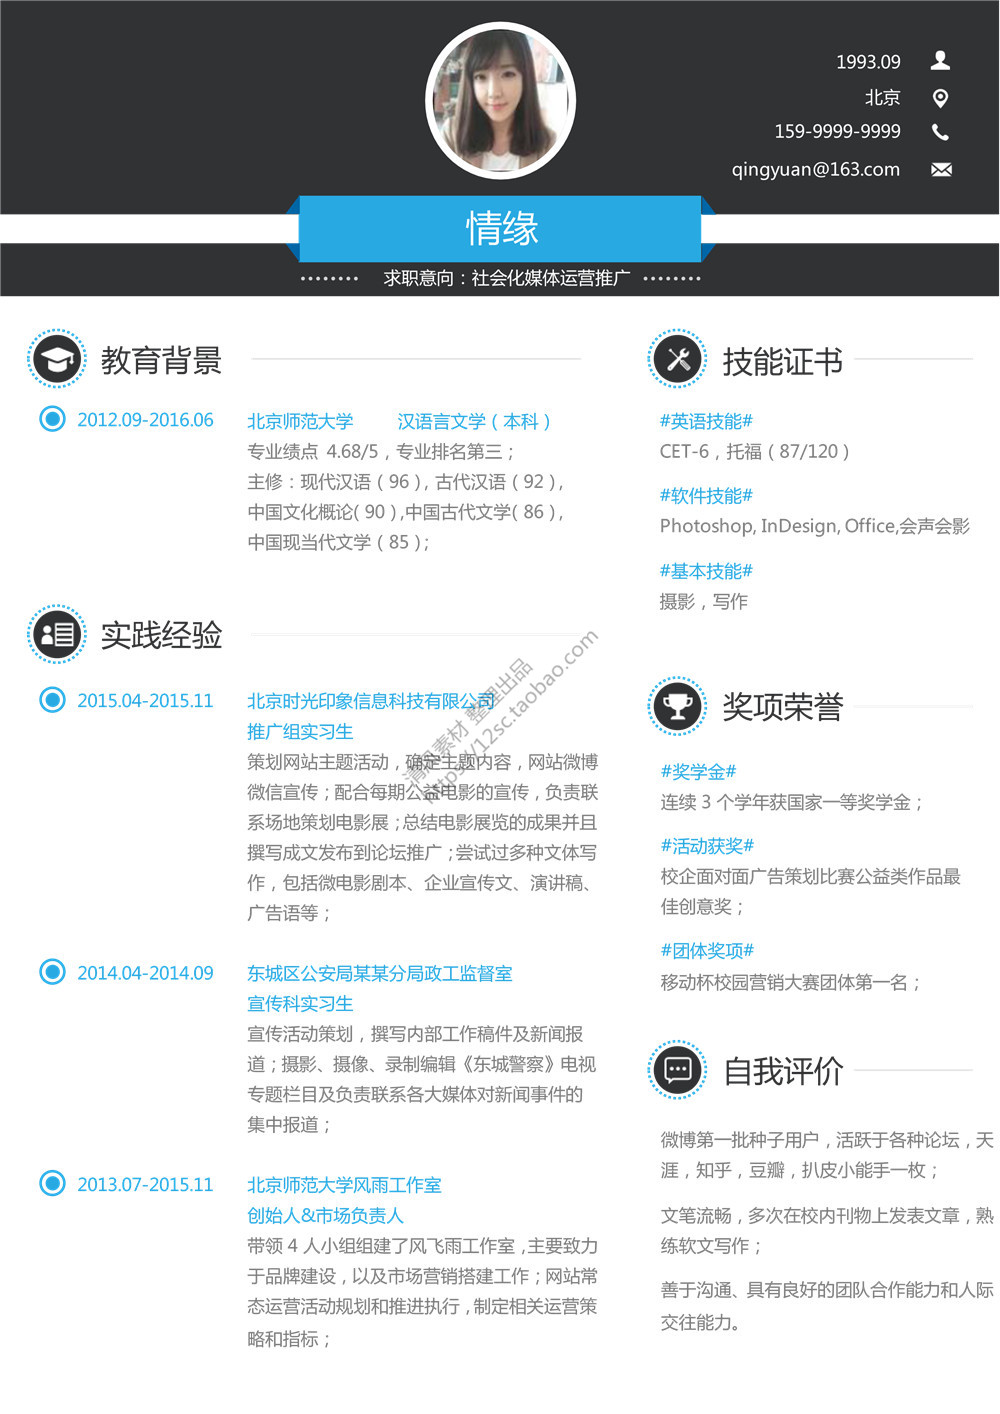 1993.09
北京
159-9999-9999
qingyuan@163.com
情缘
求职意向：社会化媒体运营推广
教育背景
2012.09-2016.06
北京师范大学 汉语言文学（本科）
专业绩点 4.68/5，专业排名第三；
主修：现代汉语（96），古代汉语（92），
中国文化概论（90），中国古代文学（86），
中国现当代文学（85）；
实践经验
2015.04-2015.11
北京时光印象信息科技有限公司
推广组实习生
策划网站主题活动，确定主题内容，网站微博
微信宣传；配合每期公益电影的宣传，负责联
系场地策划电影展；总结电影展览的成果并且
撰写成文发布到论坛推广；尝试过多种文体写
作，包括微电影剧本、企业宣传文、演讲稿、
广告语等；
2014.04-2014.09
东城区公安局某某分局政工监督室
宣传科实习生
宣传活动策划，撰写内部工作稿件及新闻报
道；摄影、摄像、录制编辑《东城警察》电视
专题栏目及负责联系各大媒体对新闻事件的
集中报道；
2013.07-2015.11
北京师范大学风雨工作室
创始人&市场负责人
带领 4 人小组组建了风飞雨工作室，主要致力
于品牌建设，以及市场营销搭建工作；网站常
态运营活动规划和推进执行，制定相关运营策
略和指标；
技能证书
#英语技能#
CET-6，托福（87/120）
#软件技能#
Photoshop, InDesign, Office,会声会影
#基本技能#
摄影，写作
奖项荣誉
#奖学金#
连续 3 个学年获国家一等奖学金；
#活动获奖#
校企面对面广告策划比赛公益类作品最
佳创意奖；
#团体奖项#
移动杯校园营销大赛团体第一名；
自我评价
微博第一批种子用户，活跃于各种论坛，天
涯，知乎，豆瓣，扒皮小能手一枚；
文笔流畅，多次在校内刊物上发表文章，熟
练软文写作；
善于沟通、具有良好的团队合作能力和人际
交往能力。
素材 整理出品
https://12sc.taobao.com